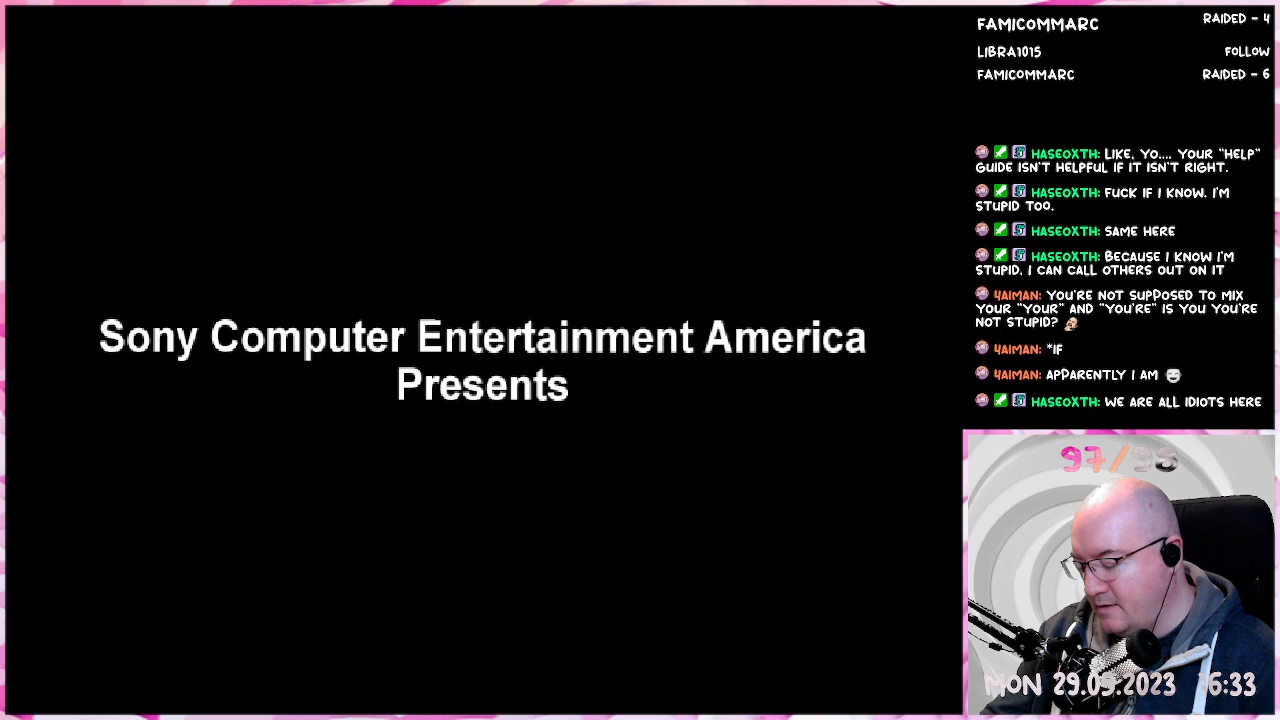 Sony Computer Entertainment America
Presents
FAMICOMMARC RAIDED - 4
LIBRA1015 FOLLOW
FAMICOMMARC RAIDED - 6
HASEOXTH: LIKE, YO.... YOUR "HELP"
GUIDE ISN'T HELPFUL IF IT ISN'T RIGHT.
HASEOXTH: FUCK IF I KNOW. I'M
STUPID TOO.
HASEOXTH: SAME HERE
HASEOXTH: BECAUSE I KNOW I'M
STUPID, I CAN CALL OTHERS OUT ON IT
4AIMAN: YOU'RE NOT SUPPOSED TO MIX
YOUR "YOUR" AND "YOU'RE" IS YOU YOU'RE
NOT STUPID?
4AIMAN: *IF
4AIMAN: APPARENTLY I AM
HASEOXTH: WE ARE ALL IDIOTS HERE
97/98
MON 29.05.2023 16:33